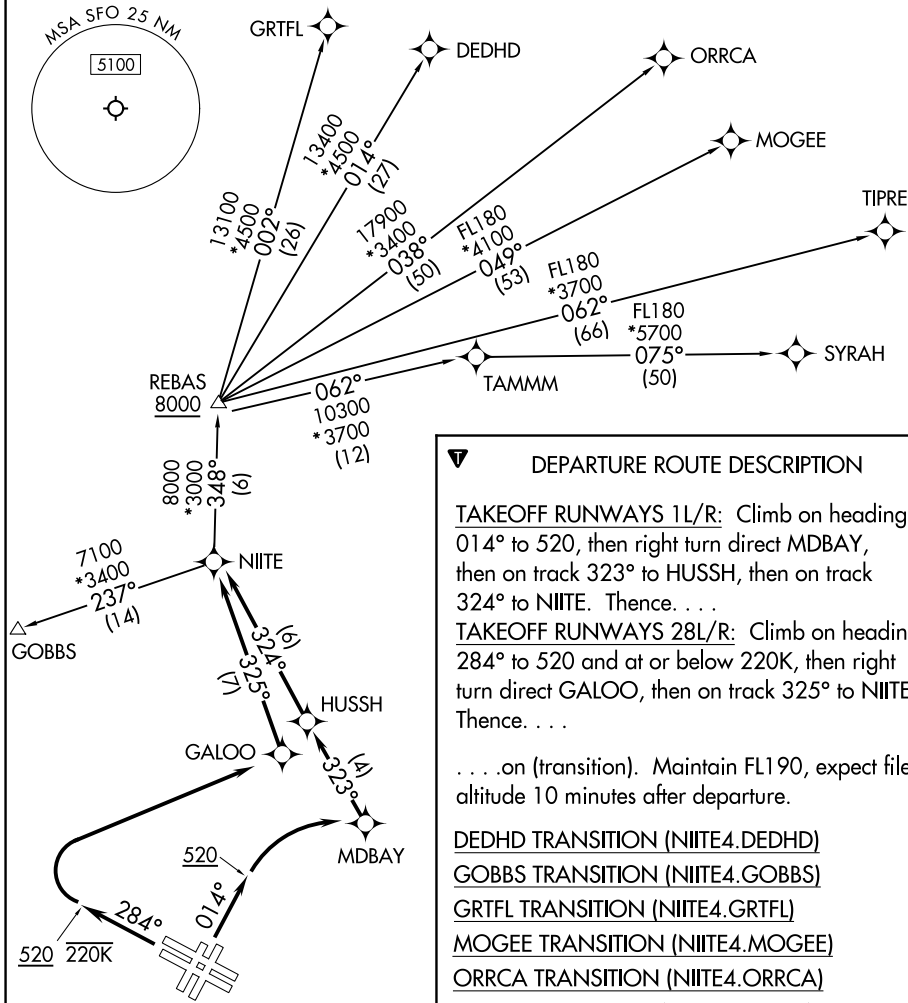 MSA SFO 25 NM
5100
GRTFL
DEDHD
ORRCA
MOGEE
TIPRE
13100
*4500
002°
(26)
13400
*4500
014°
(27)
17900
*3400
038°
(50)
FL180
*4100
049°
(53)
FL180
*3700
062°
(66)
FL180
*5700
075°
(50)
SYRAH
TAMMM
REBAS
8000
062°
10300
*3700
(12)
8000
*3000
348°
(6)
NIITE
7100
*3400
237°
(14)
GOBBS
324°
(6)
325°
(7)
HUSSH
GALOO
323°
(4)
MDBAY
520
014°
284°
520 220K
T
DEPARTURE ROUTE DESCRIPTION
TAKEOFF RUNWAYS 1L/R: Climb on heading
014° to 520, then right turn direct MDBAY,
then on track 323° to HUSSH, then on track
324° to NIITE. Thence. . . .
TAKEOFF RUNWAYS 28L/R: Climb on headin
284° to 520 and at or below 220K, then right
turn direct GALOO, then on track 325° to NIITE
Thence. . . .
. . . .on (transition). Maintain FL190, expect file
altitude 10 minutes after departure.
DEDHD TRANSITION (NIITE4.DEDHD)
GOBBS TRANSITION (NIITE4.GOBBS)
GRTFL TRANSITION (NIITE4.GRTFL)
MOGEE TRANSITION (NIITE4.MOGEE)
ORRCA TRANSITION (NIITE4.ORRCA)